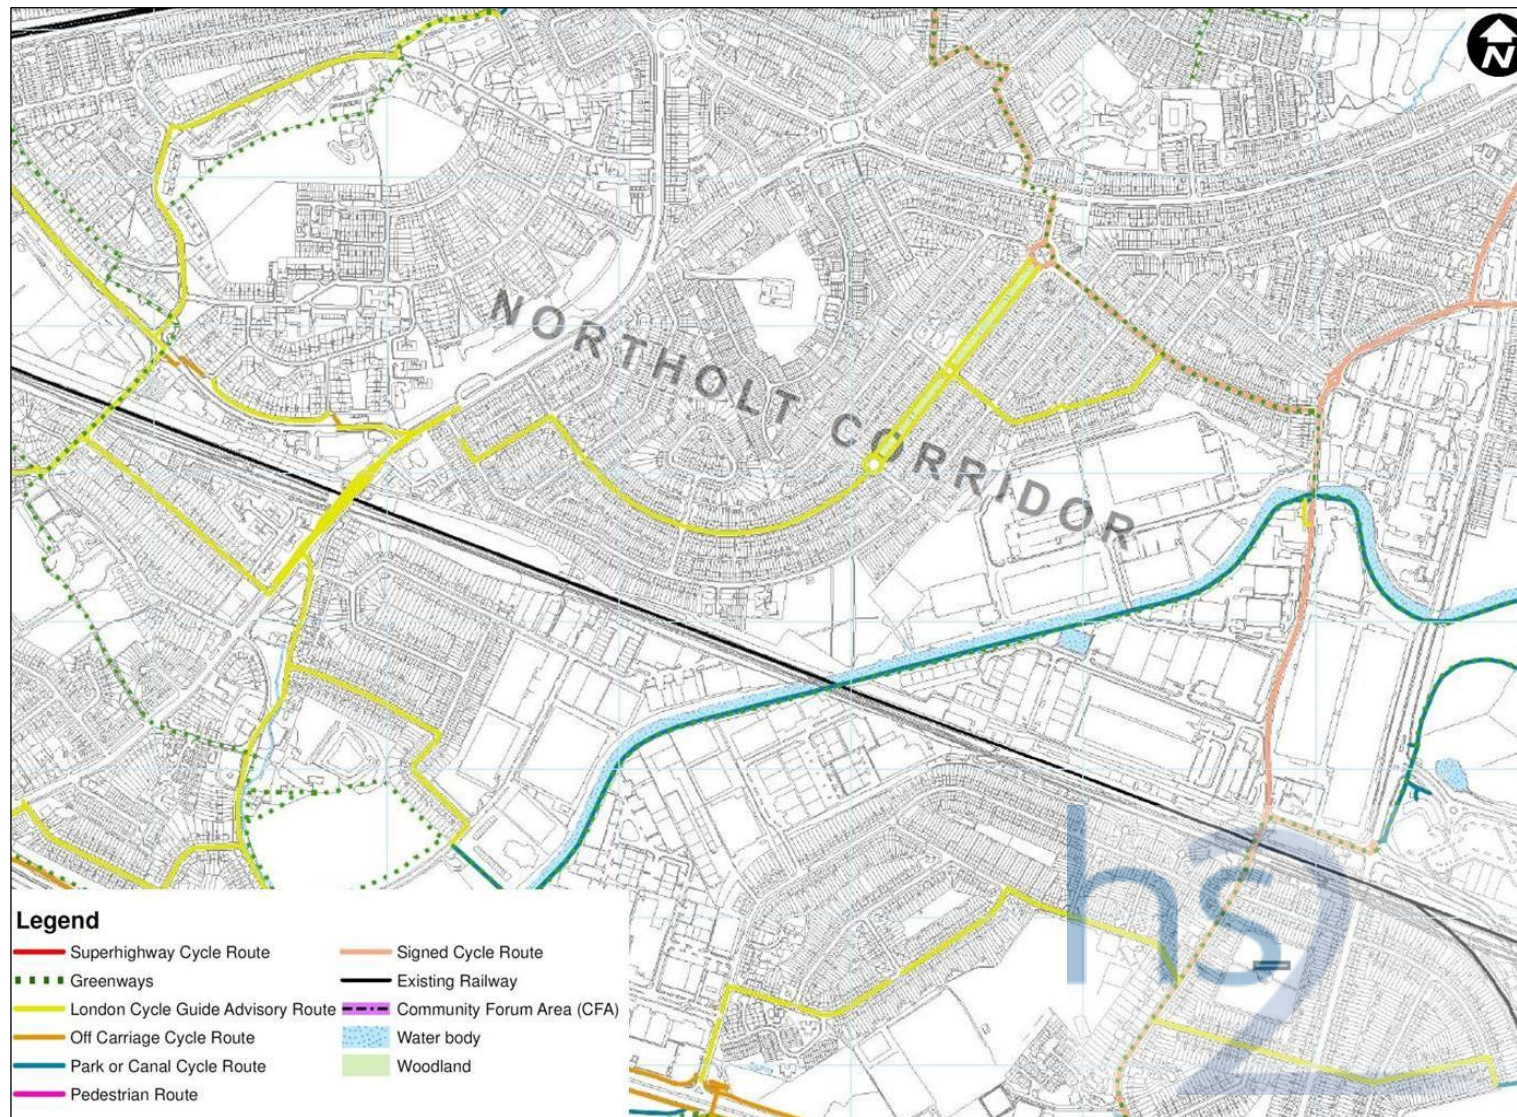 N
NORTHOLT CORRIDOR
Legend
Superhighway Cycle Route
Greenways
London Cycle Guide Advisory Route
Off Carriage Cycle Route
Park or Canal Cycle Route
Pedestrian Route
Signed Cycle Route
Existing Railway
Community Forum Area (CFA)
Water body
Woodland
hs2